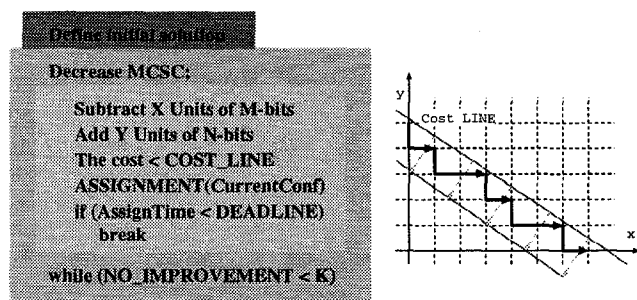 Define initial solution
Decrease MCSC;
Subtract X Units of M-bits
Add Y Units of N-bits
The cost < COST_LINE
ASSIGNMENT(CurrentConf)
if (AssignTime < DEADLINE)
break
while (NO_IMPROVEMENT < K)
y
Cost LINE
x